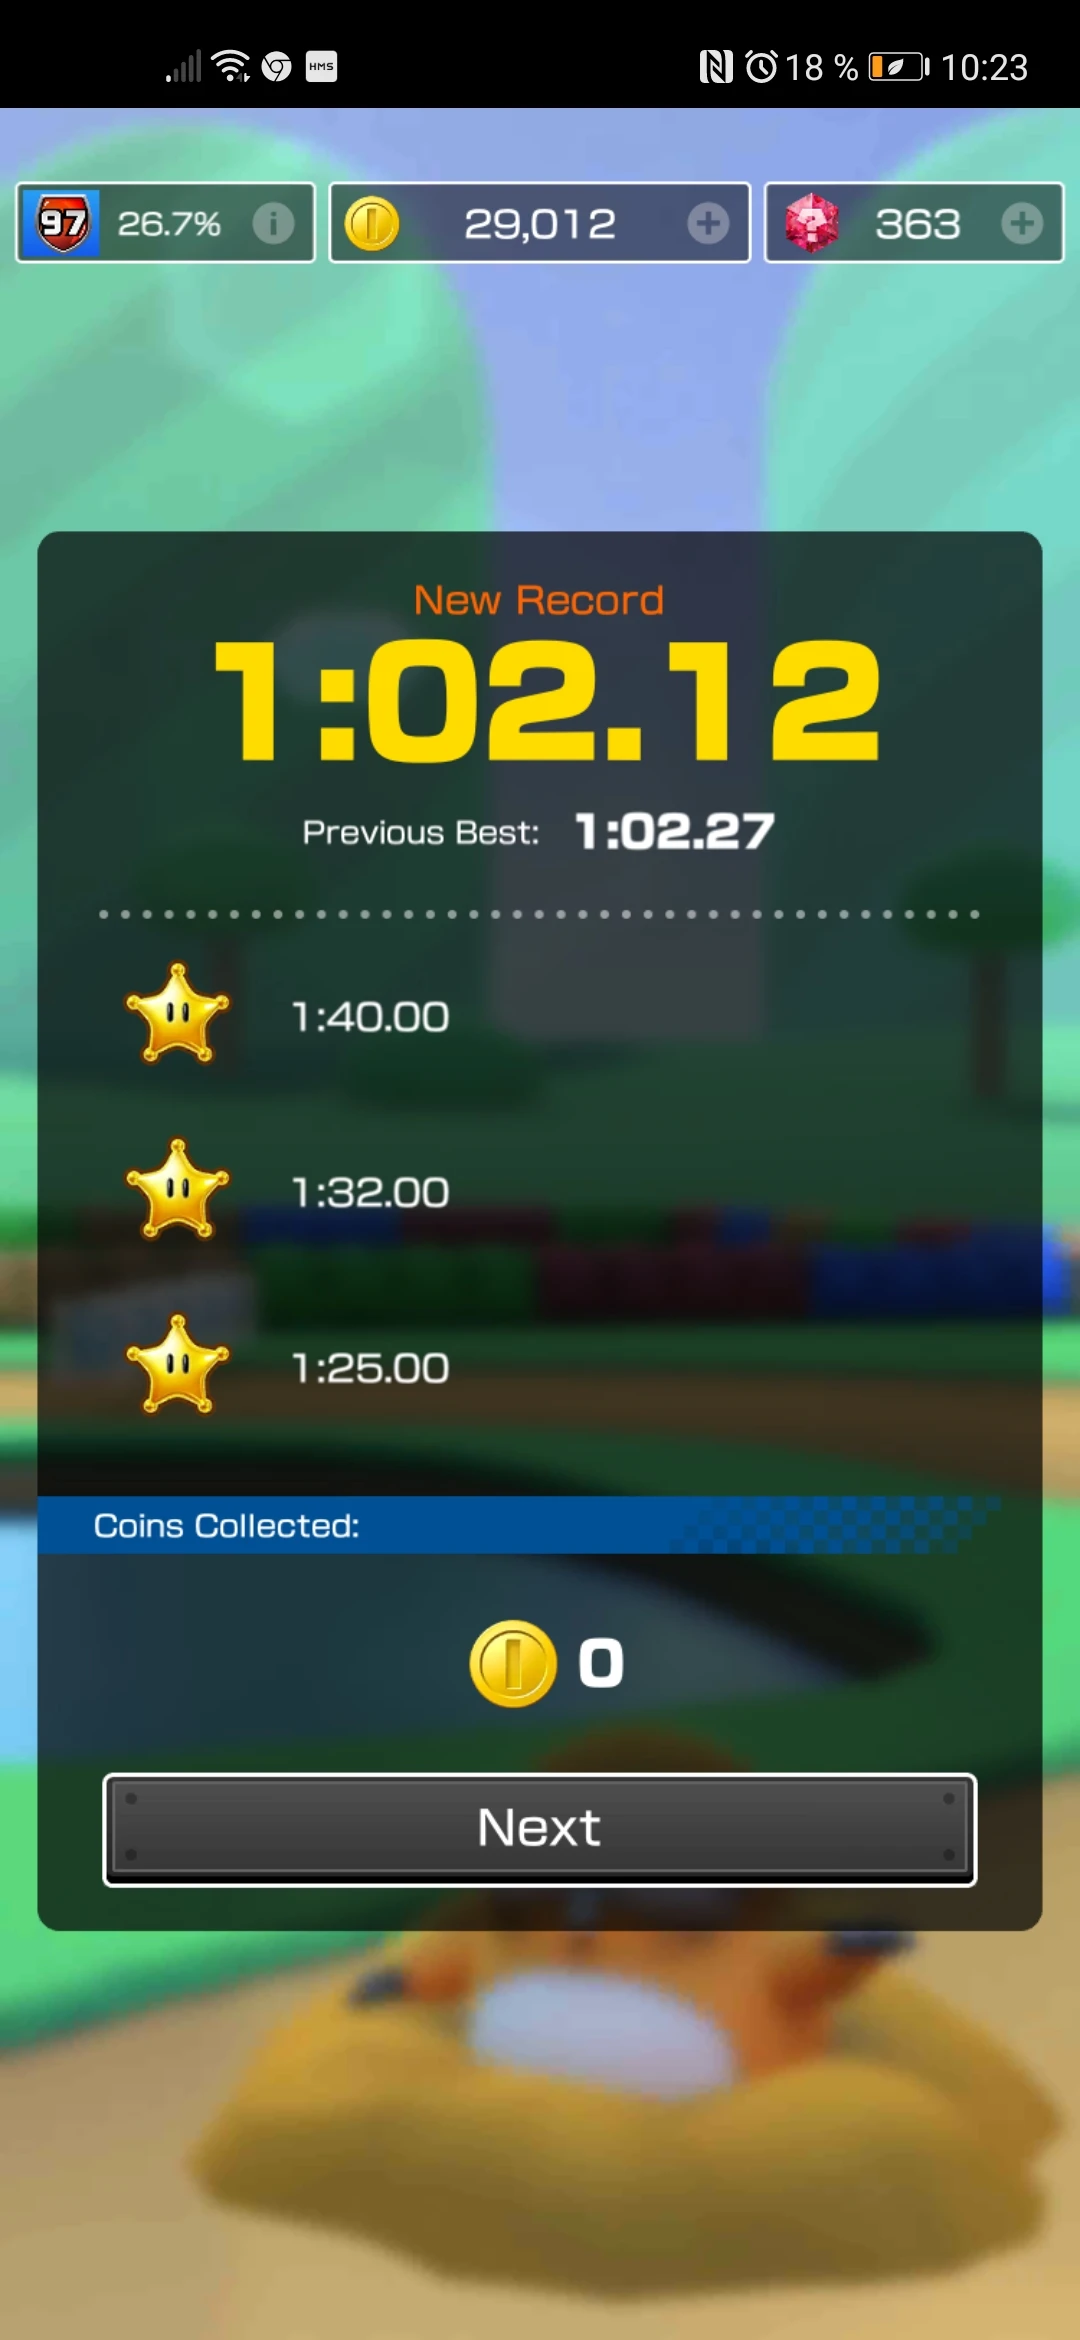 HMS 18 % 10:23
97 26.7% i 29,012 + ? 363 +
New Record
1:02.12
Previous Best: 1:02.27
1:40.00
1:32.00
1:25.00
Coins Collected:
0
Next